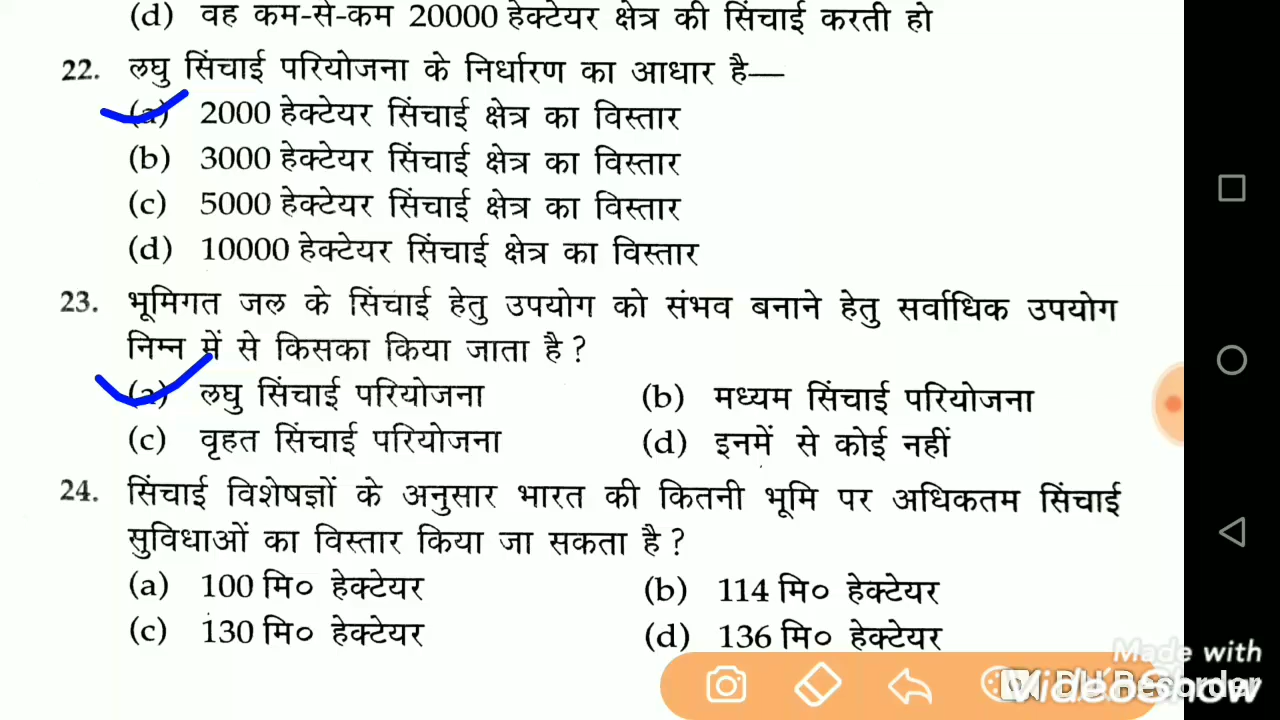 (d) वह कम-से-कम 20000 हेक्टेयर क्षेत्र की सिंचाई करती हो
22. लघु सिंचाई परियोजना के निर्धारण का आधार है—
(a) 2000 हेक्टेयर सिंचाई क्षेत्र का विस्तार
(b) 3000 हेक्टेयर सिंचाई क्षेत्र का विस्तार
(c) 5000 हेक्टेयर सिंचाई क्षेत्र का विस्तार
(d) 10000 हेक्टेयर सिंचाई क्षेत्र का विस्तार
23. भूमिगत जल के सिंचाई हेतु उपयोग को संभव बनाने हेतु सर्वाधिक उपयोग
निम्न में से किसका किया जाता है ?
(a) लघु सिंचाई परियोजना (b) मध्यम सिंचाई परियोजना
(c) वृहत सिंचाई परियोजना (d) इनमें से कोई नहीं
24. सिंचाई विशेषज्ञों के अनुसार भारत की कितनी भूमि पर अधिकतम सिंचाई
सुविधाओं का विस्तार किया जा सकता है ?
(a) 100 मि० हेक्टेयर (b) 114 मि० हेक्टेयर
(c) 130 मि० हेक्टेयर (d) 136 मि० हेक्टेयर
Made with
VideoShow